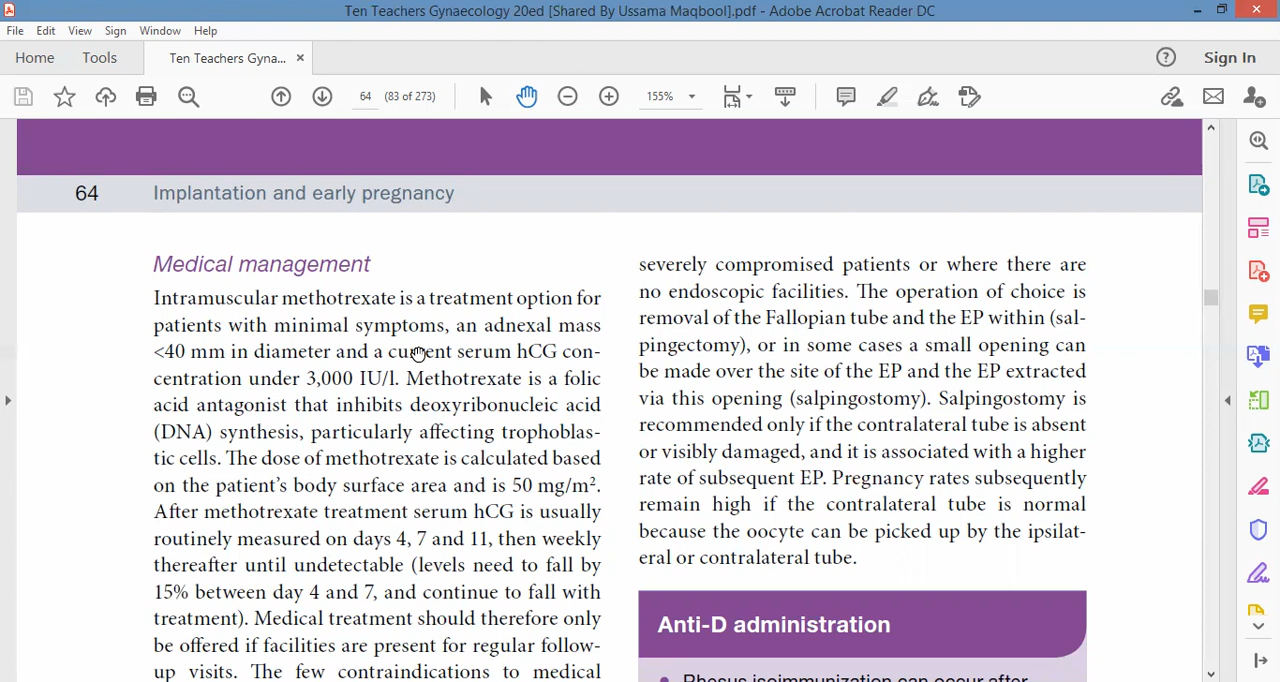 Ten Teachers Gynaecology 20ed [Shared By Ussama Maqbool].pdf - Adobe Acrobat Reader DC
File Edit View Sign Window Help
Home Tools Ten Teachers Gyna... × ? Sign In
64 (83 of 273) 155%
64 Implantation and early pregnancy
Medical management
Intramuscular methotrexate is a treatment option for
patients with minimal symptoms, an adnexal mass
<40 mm in diameter and a current serum hCG con-
centration under 3,000 IU/l. Methotrexate is a folic
acid antagonist that inhibits deoxyribonucleic acid
(DNA) synthesis, particularly affecting trophoblas-
tic cells. The dose of methotrexate is calculated based
on the patient's body surface area and is 50 mg/m².
After methotrexate treatment serum hCG is usually
routinely measured on days 4, 7 and 11, then weekly
thereafter until undetectable (levels need to fall by
15% between day 4 and 7, and continue to fall with
treatment). Medical treatment should therefore only
be offered if facilities are present for regular follow-
up visits. The few contraindications to medical
severely compromised patients or where there are
no endoscopic facilities. The operation of choice is
removal of the Fallopian tube and the EP within (sal-
pingectomy), or in some cases a small opening can
be made over the site of the EP and the EP extracted
via this opening (salpingostomy). Salpingostomy is
recommended only if the contralateral tube is absent
or visibly damaged, and it is associated with a higher
rate of subsequent EP. Pregnancy rates subsequently
remain high if the contralateral tube is normal
because the oocyte can be picked up by the ipsilat-
eral or contralateral tube.
Anti-D administration
• Rhesus isoimmunization can occur after